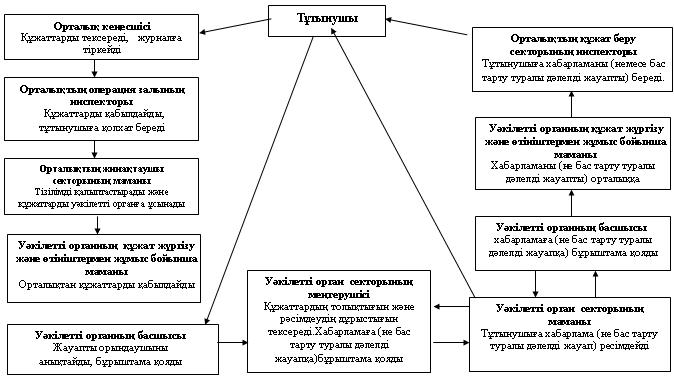 Тұтынушы
Орталық кеңесшісі
Құжаттарды тексереді, журналға
тіркейді
Орталықтың операция залының
инспекторы
Құжаттарды қабылдайды,
тұтынушыға қолхат береді
Орталықтың жинақтаушы
секторының маманы
Тізілімді қалыптастырады және
құжаттарды уәкілетті органға ұсынады
Уәкілетті органның құжат жүргізу
және өтініштермен жұмыс бойынша
маманы
Орталықтан құжаттарды қабылдайды
Уәкілетті органның басшысы
Жауапты орындаушыны
анықтайды, бұрыштама қояды
Уәкілетті орган секторының
меңгерушісі
Құжаттардың толықтығын және
рәсімдеудің дұрыстығын
тексереді.Хабарламаға (не бас
тарту туралы дәлелді
жауапқа)бұрыштама қояды
Уәкілетті орган секторының
маманы
Тұтынушыға хабарлама (не бас тарту
туралы дәлелді жауап) ресімдейді
Уәкілетті органның басшысы
хабарламаға (не бас тарту туралы
дәлелді жауапқа) бұрыштама қояды
Уәкілетті органның құжат жүргізу
және өтініштермен жұмыс бойынша
маманы
Хабарламаны (не бас тарту туралы
дәлелді жауапты) орталыққа
Орталықтың құжат беру
секторының инспекторы
Тұтынушыға хабарламаны (немесе бас
тарту туралы дәлелді жауапты) береді.